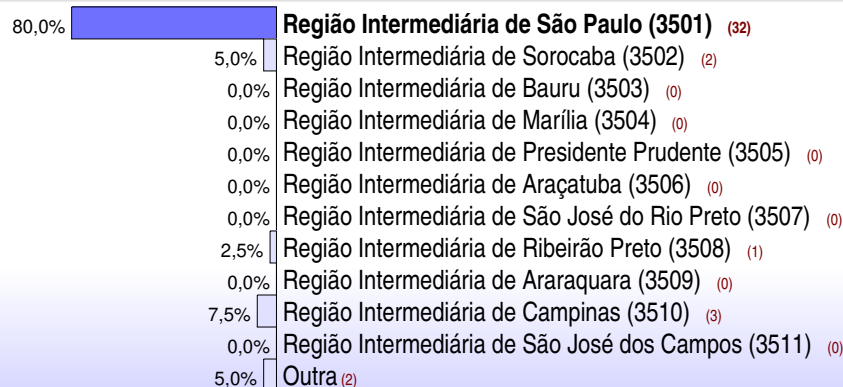 80,0% Região Intermediária de São Paulo (3501) (32)
5,0% Região Intermediária de Sorocaba (3502) (2)
0,0% Região Intermediária de Bauru (3503) (0)
0,0% Região Intermediária de Marília (3504) (0)
0,0% Região Intermediária de Presidente Prudente (3505) (0)
0,0% Região Intermediária de Araçatuba (3506) (0)
0,0% Região Intermediária de São José do Rio Preto (3507) (0)
2,5% Região Intermediária de Ribeirão Preto (3508) (1)
0,0% Região Intermediária de Araraquara (3509) (0)
7,5% Região Intermediária de Campinas (3510) (3)
0,0% Região Intermediária de São José dos Campos (3511) (0)
5,0% Outra (2)